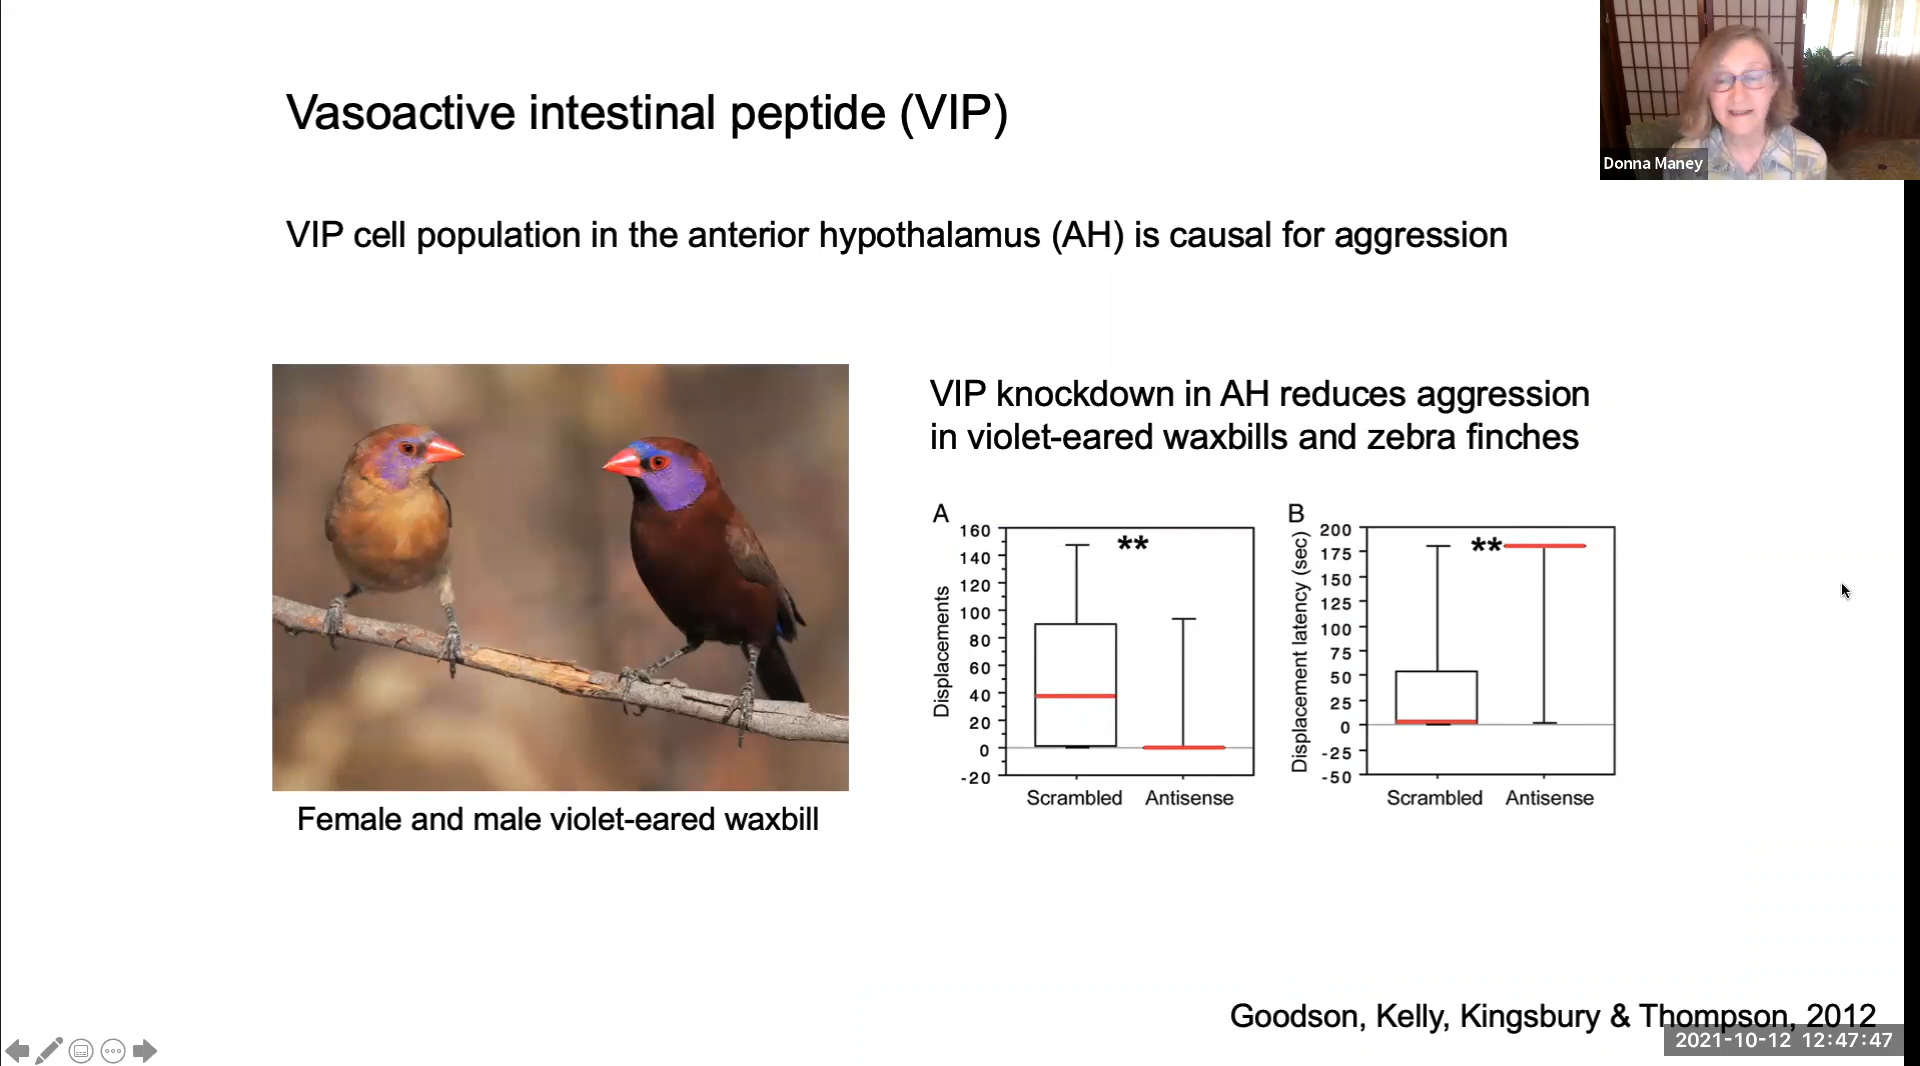 Vasoactive intestinal peptide (VIP)
Donna Maney
VIP cell population in the anterior hypothalamus (AH) is causal for aggression
VIP knockdown in AH reduces aggression
in violet-eared waxbills and zebra finches
A
Displacements
160
140
120
100
80
60
40
20
0
-20
**
Scrambled Antisense
B
Displacement latency (sec)
200
175
150
125
100
75
50
25
0
-25
-50
**
Scrambled Antisense
Female and male violet-eared waxbill
Goodson, Kelly, Kingsbury & Thompson, 2012
2021-10-12 12:47:47